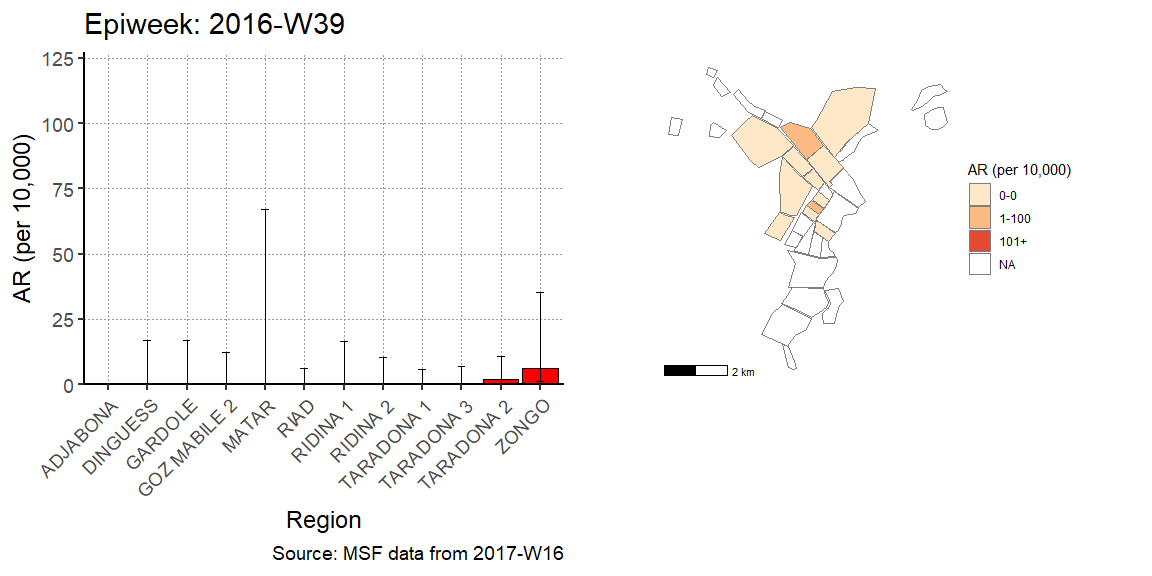 Epiweek: 2016-W39
AR (per 10,000)
125
100
75
50
25
0
ADJABONA
DINGUESS
GARDOLE
GOZ MABILE 2
MATAR
RIAD
RIDINA 1
RIDINA 2
TARADONA 1
TARADONA 3
TARADONA 2
ZONGO
Region
Source: MSF data from 2017-W16
2 km
AR (per 10,000)
0-0
1-100
101+
NA